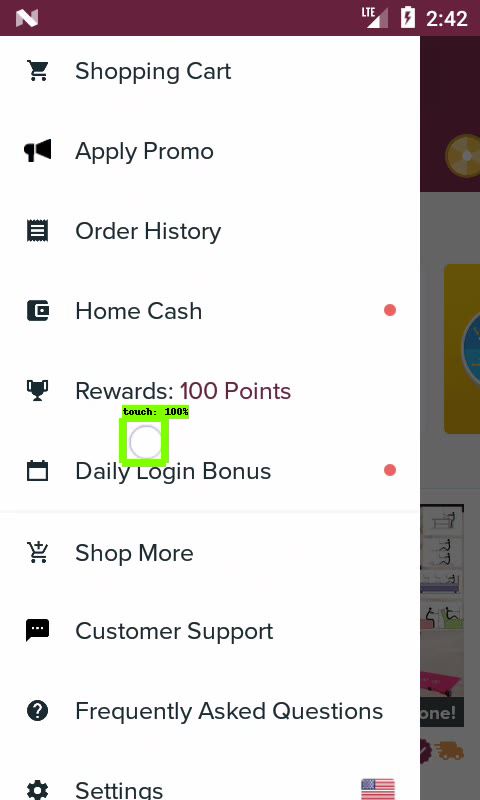 LTE 2:42
Shopping Cart
Apply Promo
Order History
Home Cash
Rewards: 100 Points
touch: 100%
Daily Login Bonus
Shop More
Customer Support
one!
Frequently Asked Questions
Settings